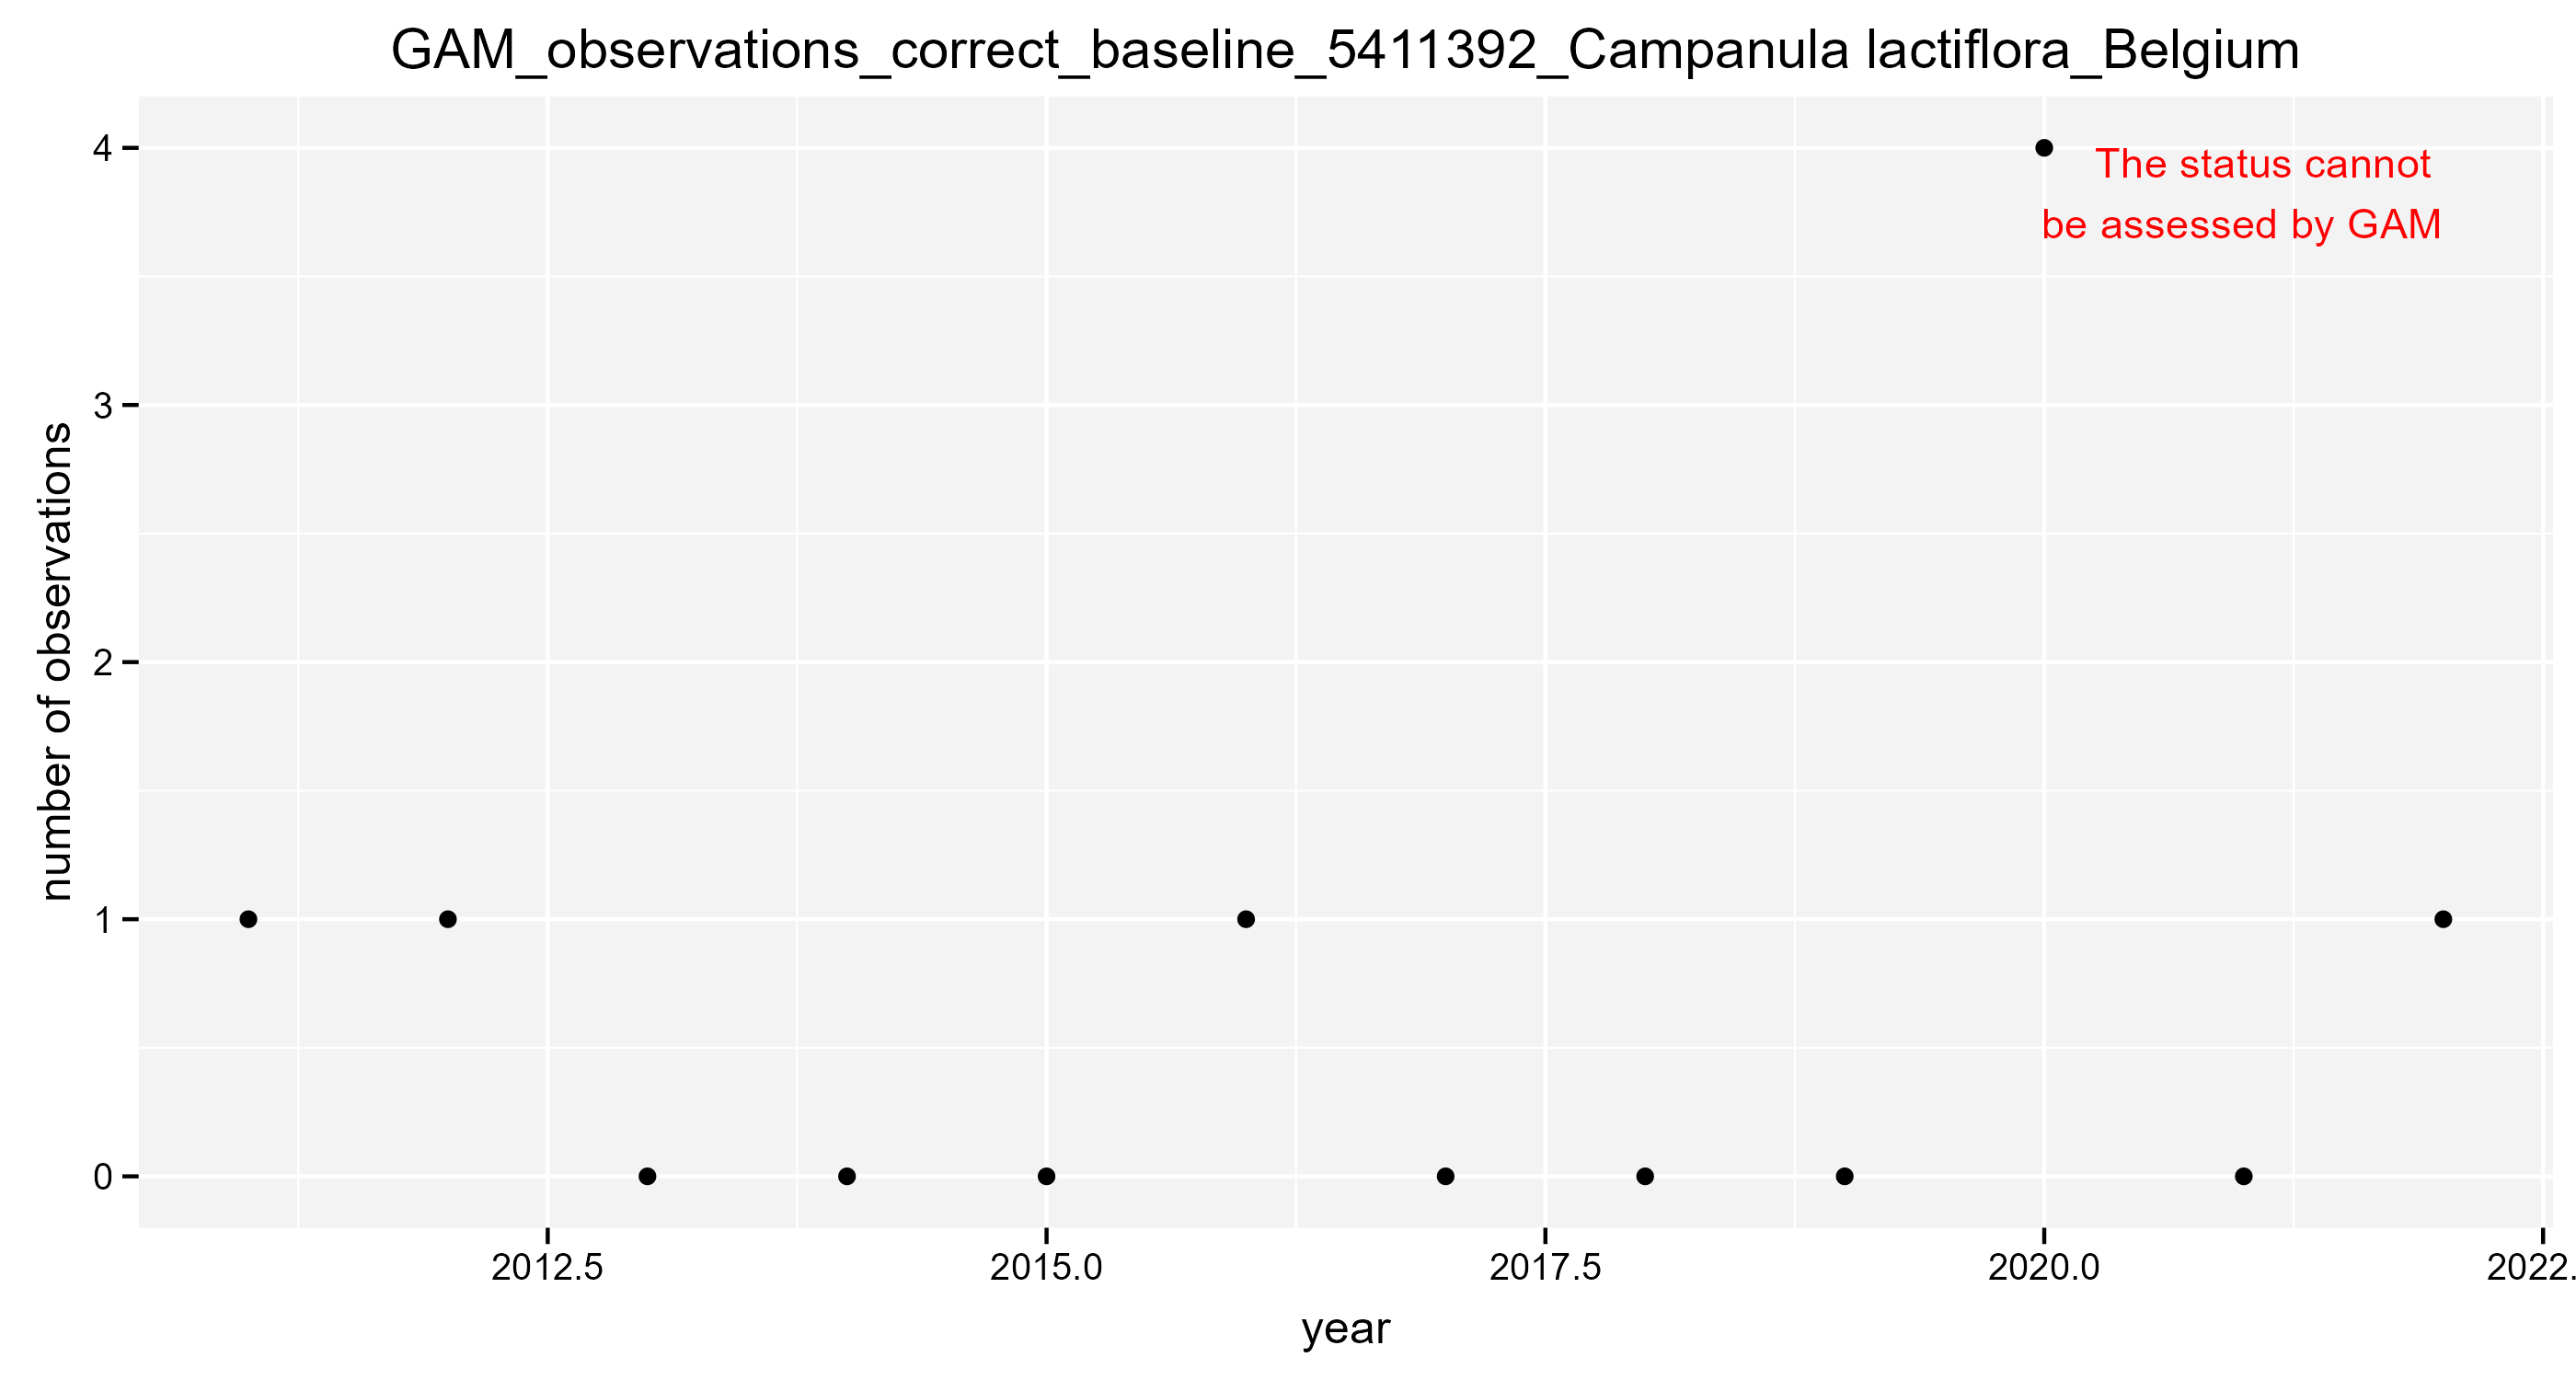 GAM_observations_correct_baseline_5411392_Campanula lactiflora_Belgium
The status cannot
be assessed by GAM
number of observations
4
3
2
1
0
2012.5 2015.0 2017.5 2020.0 2022.
year